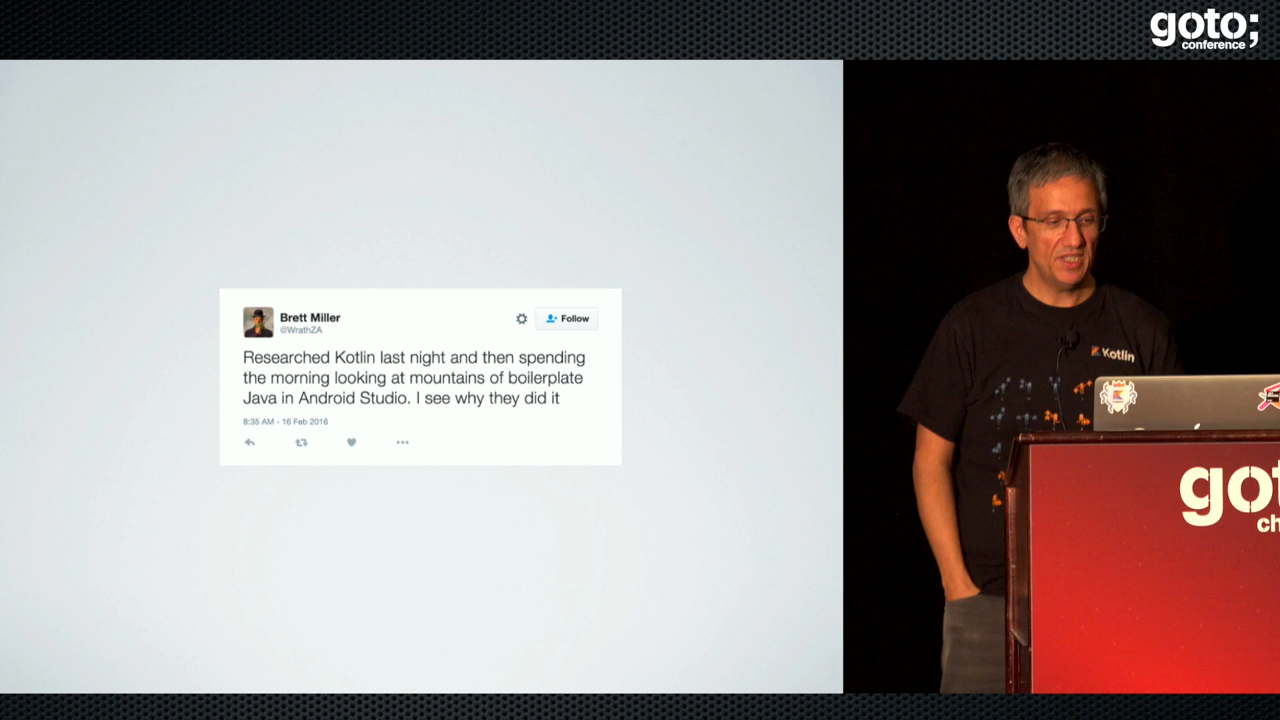 goto;
conference
Brett Miller
@WrathZA
Follow
Researched Kotlin last night and then spending
the morning looking at mountains of boilerplate
Java in Android Studio. I see why they did it
8:35 AM - 16 Feb 2016
Kotlin
got
ch